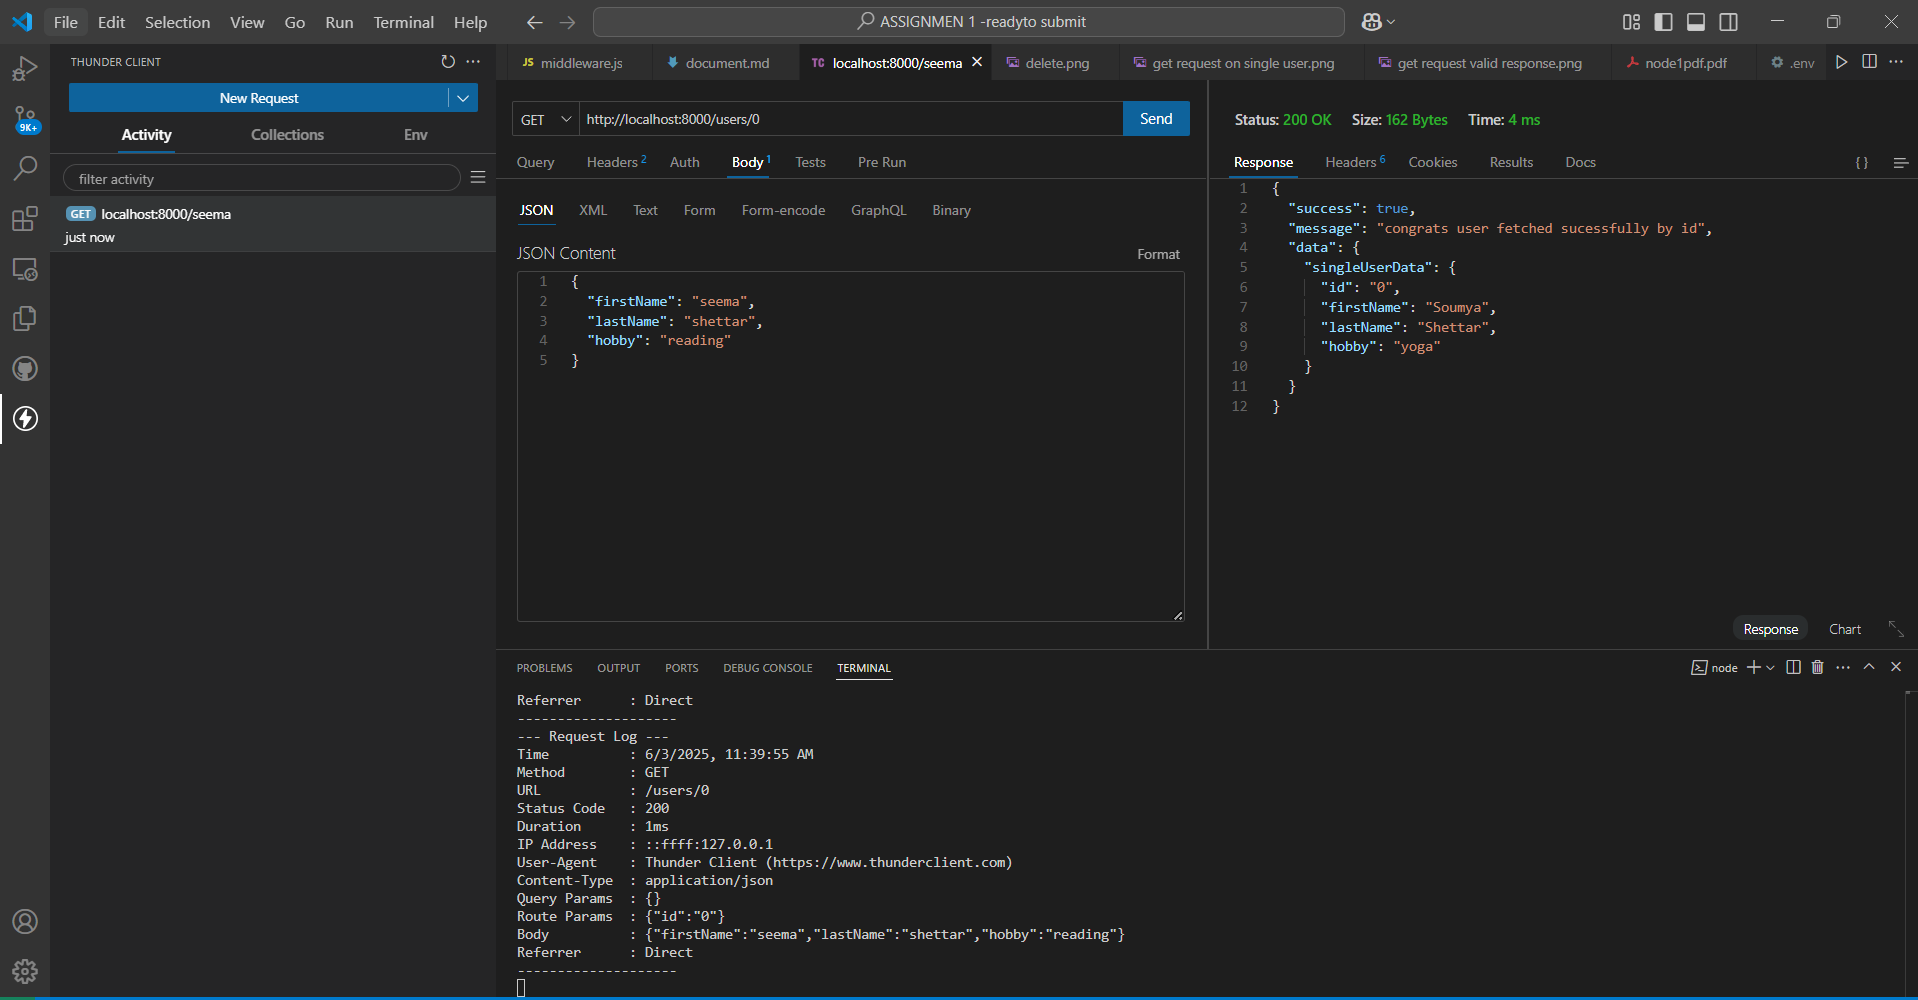 File Edit Selection View Go Run Terminal Help
ASSIGNMEN 1 -readyto submit
9K+
THUNDER CLIENT
New Request
Activity Collections Env
filter activity
GET localhost:8000/seema
just now
JS middleware.js
document.md
TC localhost:8000/seema
delete.png
get request on single user.png
get request valid response.png
node1pdf.pdf
.env
GET http://localhost:8000/users/0 Send
Query Headers 2 Auth Body 1 Tests Pre Run
JSON XML Text Form Form-encode GraphQL Binary
JSON Content Format
1 {
2 "firstName": "seema",
3 "lastName": "shettar",
4 "hobby": "reading"
5 }
Status: 200 OK Size: 162 Bytes Time: 4 ms
Response Headers 6 Cookies Results Docs { }
1 {
2 "success": true,
3 "message": "congrats user fetched sucessfully by id",
4 "data": {
5 "singleUserData": {
6 "id": "0",
7 "firstName": "Soumya",
8 "lastName": "Shettar",
9 "hobby": "yoga"
10 }
11 }
12 }
Response Chart
PROBLEMS OUTPUT PORTS DEBUG CONSOLE TERMINAL
node
Referrer : Direct
--------------------
--- Request Log ---
Time : 6/3/2025, 11:39:55 AM
Method : GET
URL : /users/0
Status Code : 200
Duration : 1ms
IP Address : ::ffff:127.0.0.1
User-Agent : Thunder Client (https://www.thunderclient.com)
Content-Type : application/json
Query Params : {}
Route Params : {"id":"0"}
Body : {"firstName":"seema","lastName":"shettar","hobby":"reading"}
Referrer : Direct
--------------------